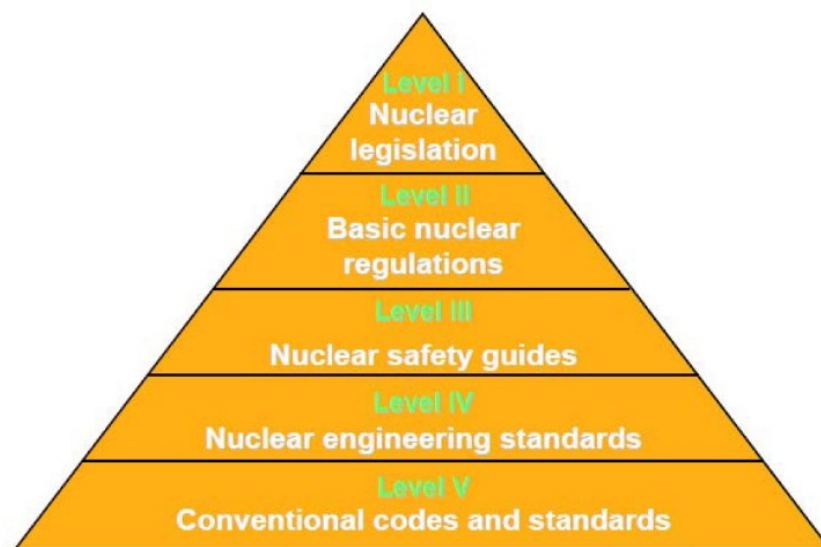 Level I
Nuclear
legislation
Level II
Basic nuclear
regulations
Level III
Nuclear safety guides
Level IV
Nuclear engineering standards
Level V
Conventional codes and standards